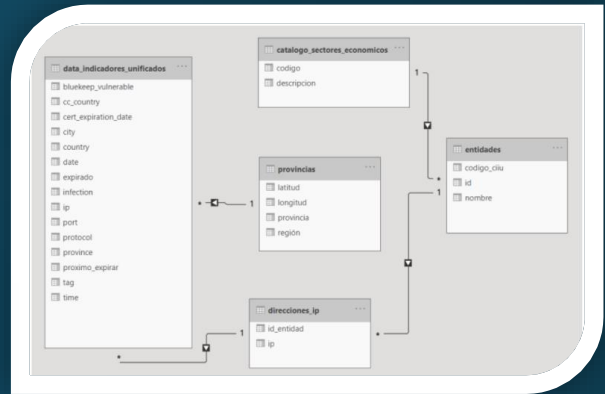 data_indicadores_unificados
bluekeep_vulnerable
cc_country
cert_expiration_date
city
country
date
expirado
infection
ip
port
protocol
province
proximo_expirar
tag
time
catalogo_sectores_economicos
codigo
descripcion
provincias
latitud
longitud
provincia
región
direcciones_ip
id_entidad
ip
entidades
codigo_ciiu
id
nombre
1
*
1
*
1
*
1
*